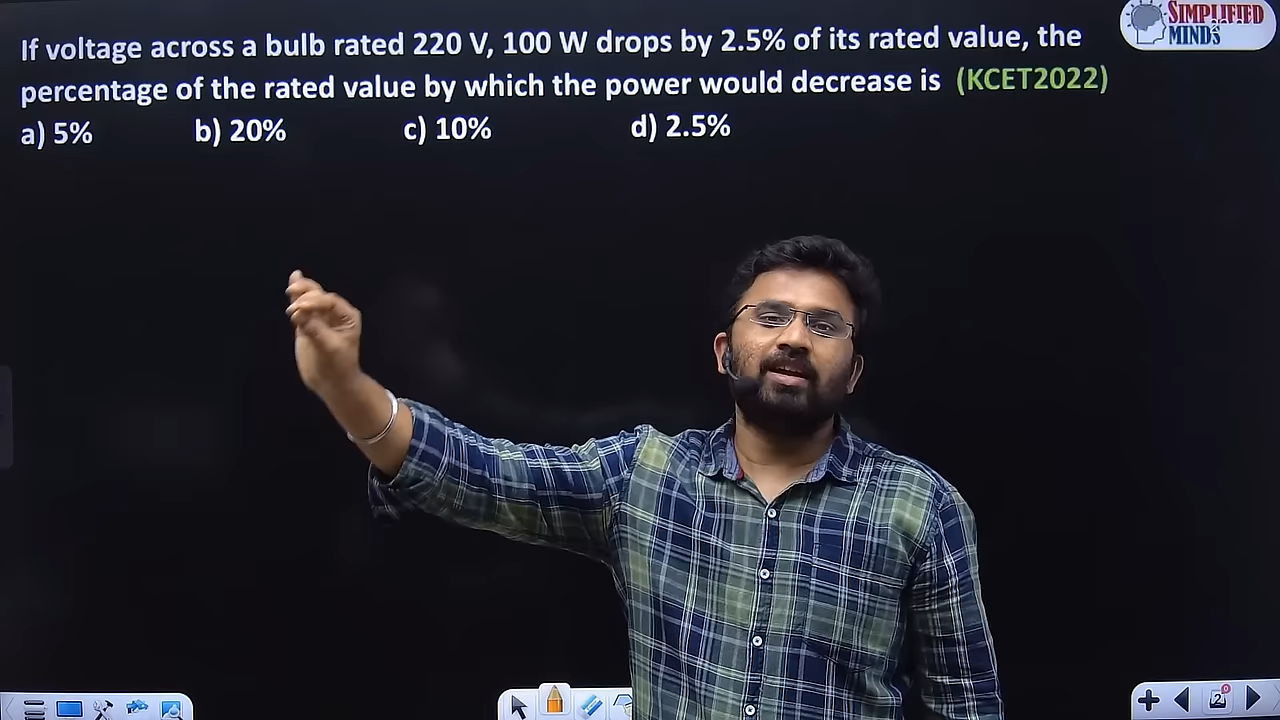 SIMPLIFIED
MINDS
If voltage across a bulb rated 220 V, 100 W drops by 2.5% of its rated value, the
percentage of the rated value by which the power would decrease is (KCET2022)
a) 5% b) 20% c) 10% d) 2.5%
2